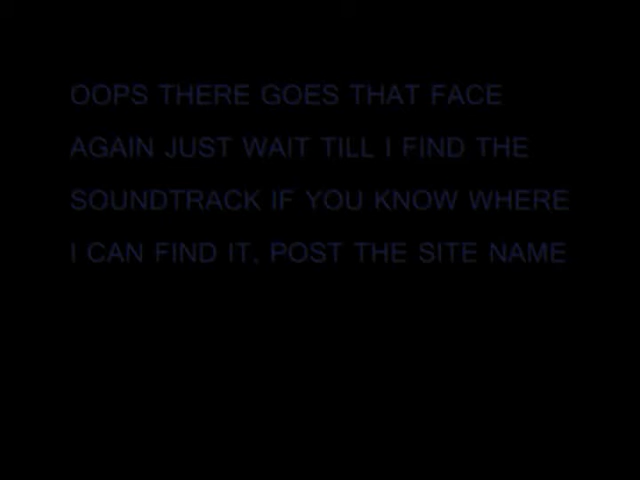 OOPS THERE GOES THAT FACE
AGAIN JUST WAIT TILL I FIND THE
SOUNDTRACK IF YOU KNOW WHERE
I CAN FIND IT, POST THE SITE NAME